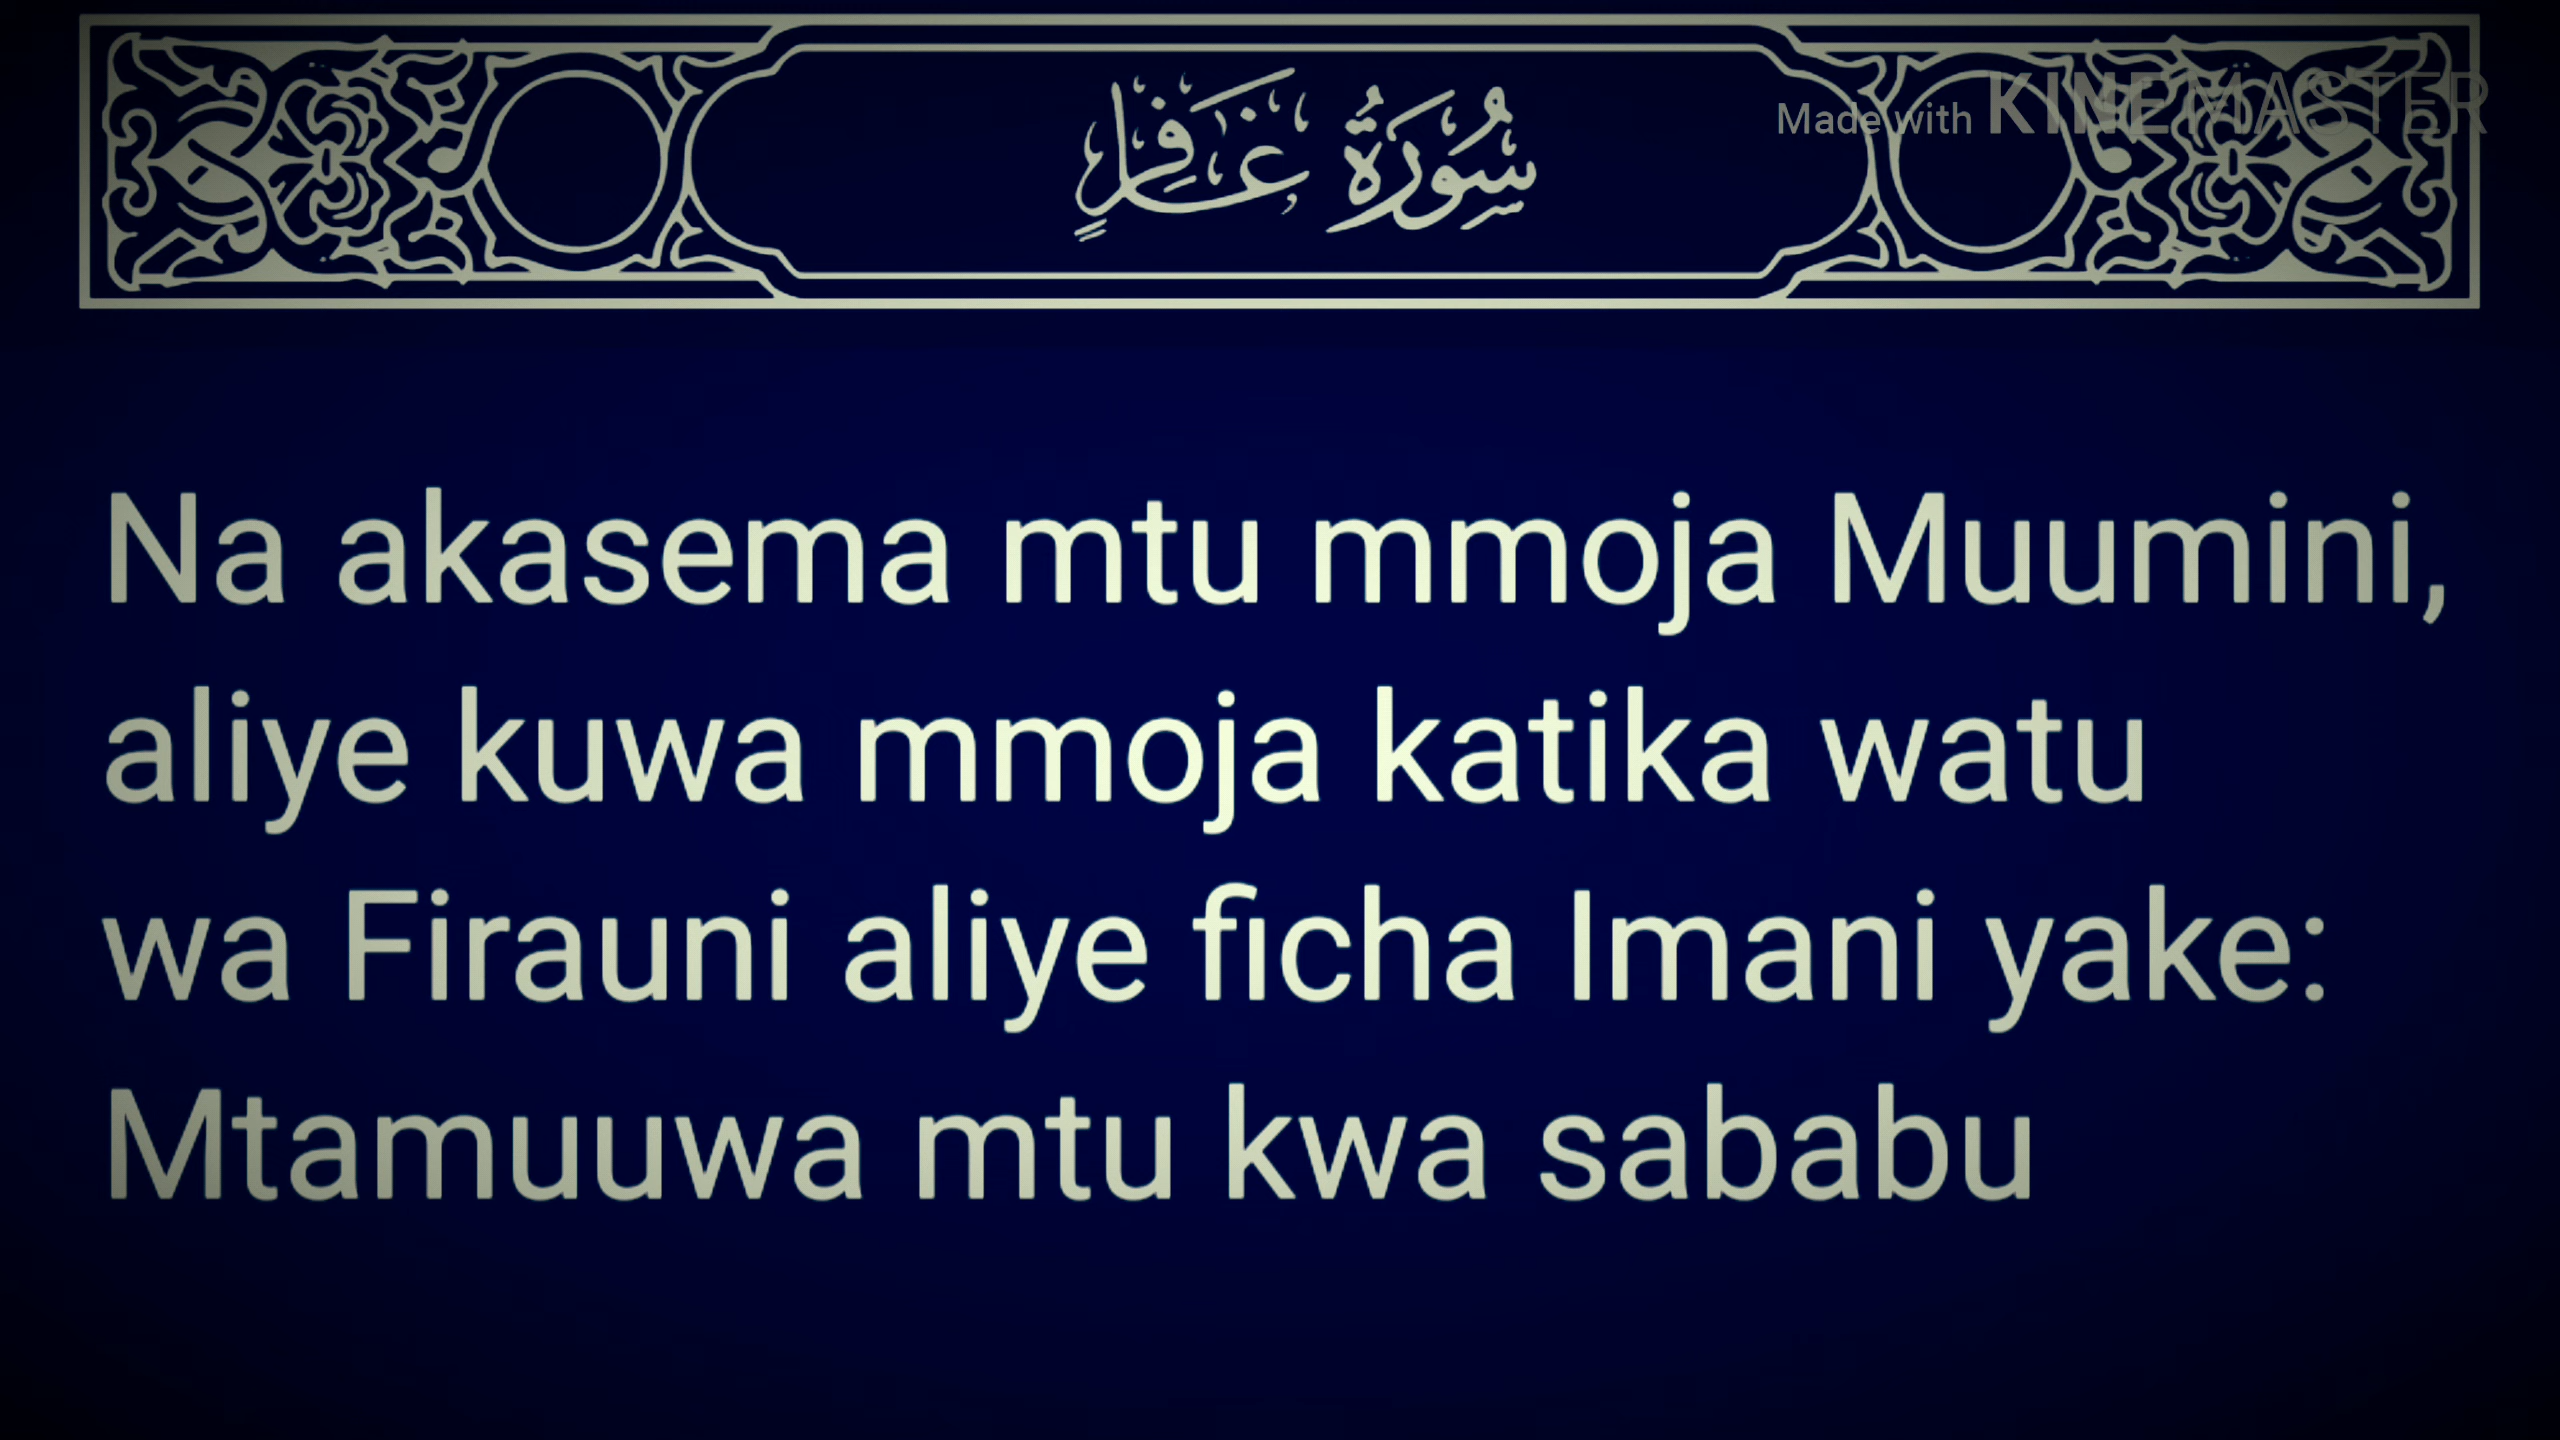 سُورَةُ غَافِرٍ
Made with KINEMASTER
Na akasema mtu mmoja Muumini,
aliye kuwa mmoja katika watu
wa Firauni aliye ficha Imani yake:
Mtamuuwa mtu kwa sababu